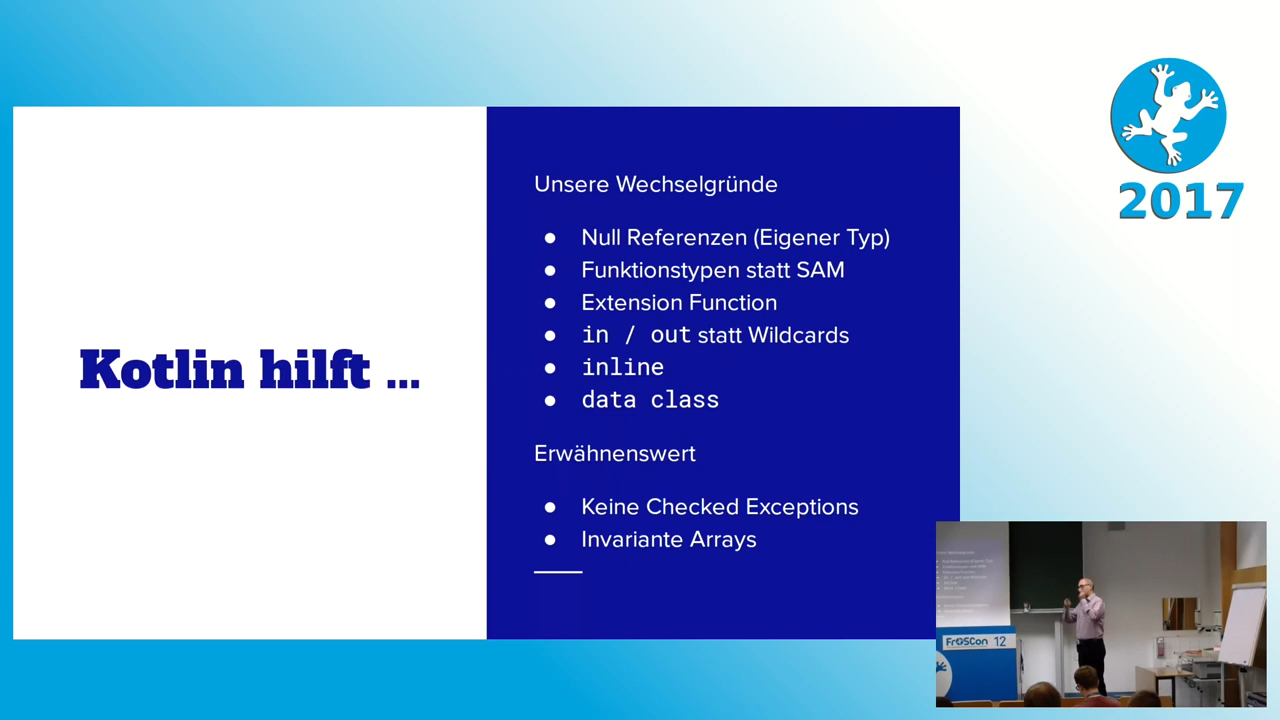 2017
Kotlin hilft ...
Unsere Wechselgründe
● Null Referenzen (Eigener Typ)
● Funktionstypen statt SAM
● Extension Function
● in / out statt Wildcards
● inline
● data class
Erwähnenswert
● Keine Checked Exceptions
● Invariante Arrays
FrOSCon 12